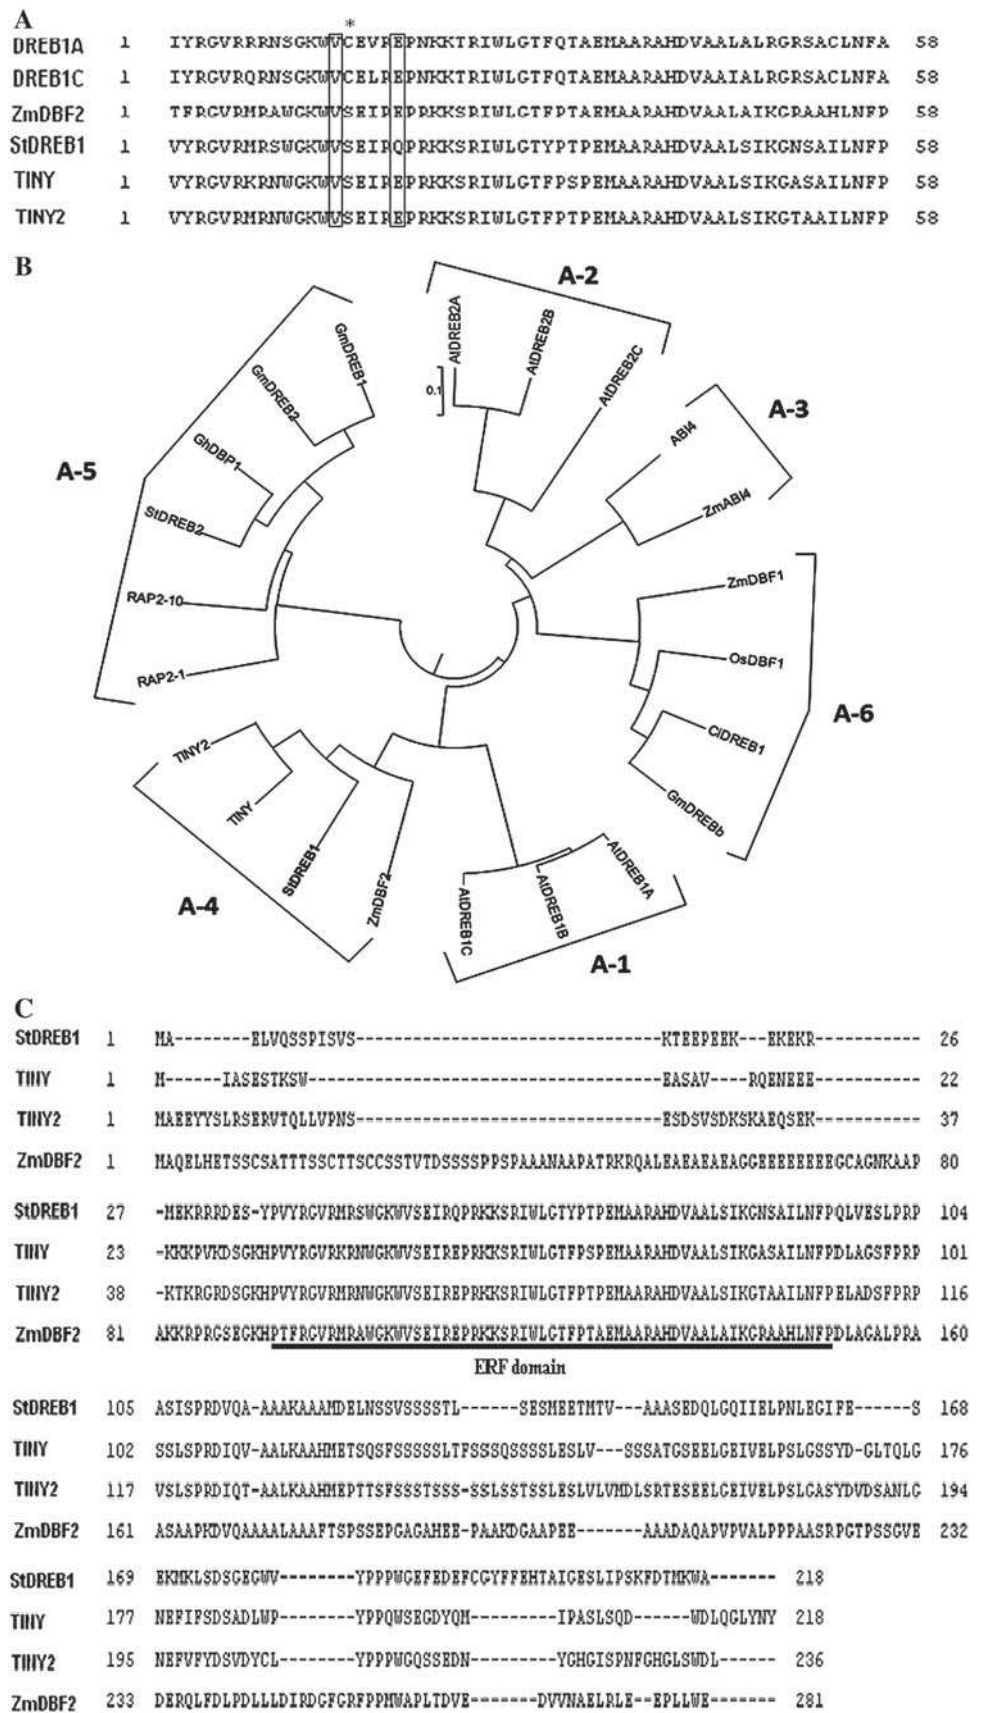 A
*
DREB1A 1 IYRGVRRRNSGKWVCEVREPNKKTRIWLGTFQTAEMAARAHDVAALALRGRSACLNFA 58
DREB1C 1 IYRGVRQRNSGKWVCELREPNKKTRIWLGTFQTAEMAARAHDVAAIALRGRSACLNFA 58
ZmDBF2 1 TFRGVRMRAWGKWVSEIREPRKKSRIWLGTFPTAEMAARAHDVAALAIKGRAAHLNFP 58
StDREB1 1 VYRGVRMRSWGKWVSEIRQPRKKSRIWLGTYPTPEMAARAHDVAALSIKGNSAILNFP 58
TINY 1 VYRGVRKRNWGKWVSEIREPRKKSRIWLGTFPSPEMAARAHDVAALSIKGASAILNFP 58
TINY2 1 VYRGVRMRNWGKWVSEIREPRKKSRIWLGTFPTPEMAARAHDVAALSIKGTAAILNFP 58
B
A-2
AtDREB2A
AtDREB2B
AtDREB2C
0.1
A-3
ABI4
ZmABI4
A-5
GmDREB1
GmDREB2
GhDBP1
StDREB2
RAP2-10
RAP2-1
ZmDBF1
OsDBF1
A-6
ClDREB1
GmDREBb
TINY2
TINY
StDREB1
ZmDBF2
A-4
AtDREB1C
AtDREB1B
AtDREB1A
A-1
C
StDREB1 1 MA--------ELVQSSPISVS--------------------------------KTEEPEEK---EKEKR----------- 26
TINY 1 M------IASESTKSW-------------------------------------EASAV----RQENEEE----------- 22
TINY2 1 MAEEYYSLRSERVTQLLVPNS--------------------------------ESDSVSDKSKAEQSEK----------- 37
ZmDBF2 1 MAQELHETSSCSATTTSSCTTSCCSSTVTDSSSSPPSPAAANAAPATRKRQALEAEAEAEAGGEEEEEEEEGCAGNKAAP 80
StDREB1 27 -MEKRRRDES-YPVYRGVRMRSWGKWVSEIRQPRKKSRIWLGTYPTPEMAARAHDVAALSIKGNSAILNFPQLVESLPRP 104
TINY 23 -KKKPVKDSGKHPVYRGVRKRNWGKWVSEIREPRKKSRIWLGTFPSPEMAARAHDVAALSIKGASAILNFPDLAGSFPRP 101
TINY2 38 -KTKRGRDSGKHPVYRGVRMRNWGKWVSEIREPRKKSRIWLGTFPTPEMAARAHDVAALSIKGTAAILNFPELADSFPRP 116
ZmDBF2 81 AKKRPRGSEGKHPTFRGVRMRAWGKWVSEIREPRKKSRIWLGTFPTAEMAARAHDVAALAIKGRAAHLNFPDLAGALPRA 160
ERF domain
StDREB1 105 ASISPRDVQA-AAAKAAAMDELNSSVSSSSTL------SESMEETMTV---AAASEDQLGQIIELPNLEGIFE------S 168
TINY 102 SSLSPRDIQV-AALKAAHMETSQSFSSSSSLTFSSSQSSSSLESLV---SSSATGSEELGEIVELPSLGSSYD-GLTQLG 176
TINY2 117 VSLSPRDIQT-AALKAAHMEPTTSFSSSTSSS-SSLSSTSSLESLVLVMDLSRTESEELGEIVELPSLGASYDVDSANLG 194
ZmDBF2 161 ASAAPKDVQAAAALAAAFTSPSSEPGAGAHEE-PAAKDGAAPEE-------AAADAQAPVPVALPPPAASRPGTPSSGVE 232
StDREB1 169 EKMKLSDSGEGWV--------YPPPWGEFEDEFCGYFFEHTAIGESLIPSKFDTMKWA------- 218
TINY 177 NEFIFSDSADLWP--------YPPQWSEGDYQM---------IPASLSQD------WDLQGLYNY 218
TINY2 195 NEFVFYDSVDYCL--------YPPPWGQSSEDN---------YGHGISPNFGHGLSWDL------ 236
ZmDBF2 233 DERQLFDLPDLLLDIRDGFGRFPPMWAPLTDVE-------DVVNAELRLE--EPLLWE------- 281